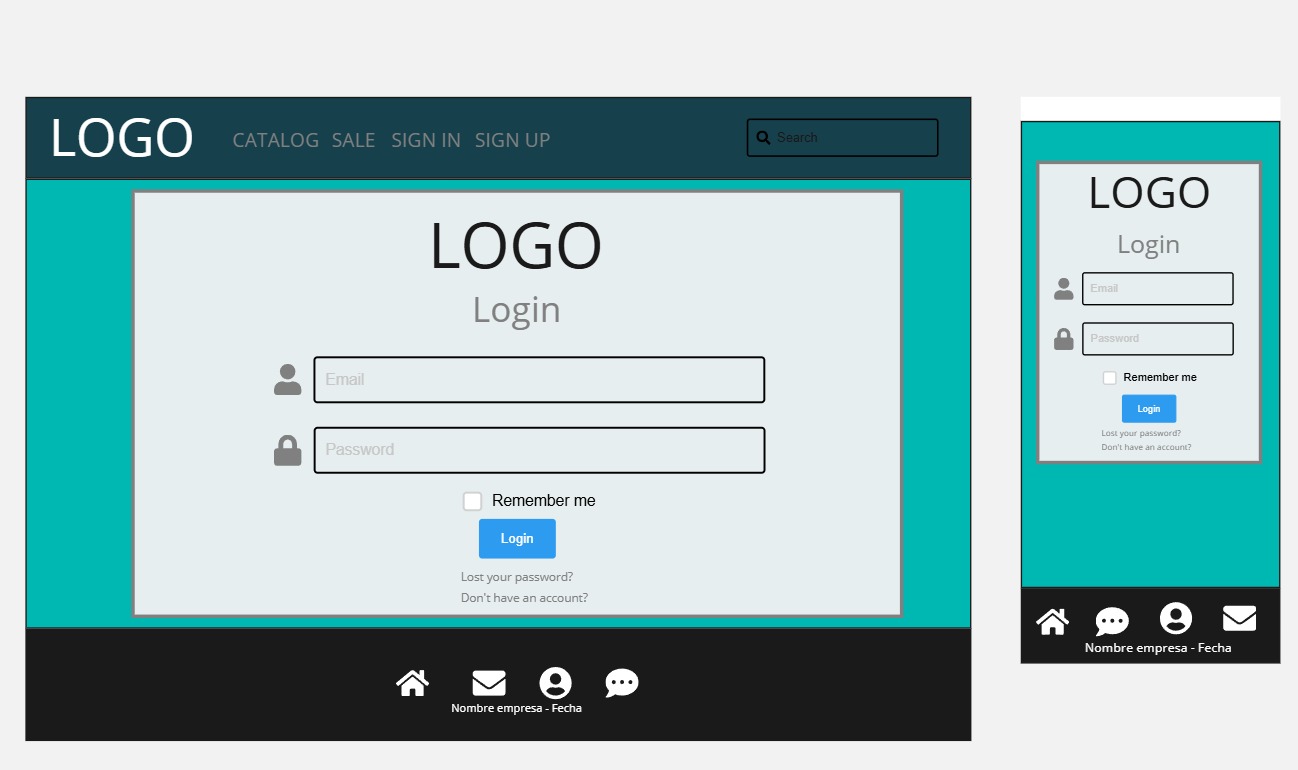 LOGO CATALOG SALE SIGN IN SIGN UP Search
LOGO
Login
Email
Password
Remember me
Login
Lost your password?
Don't have an account?
Nombre empresa - Fecha
LOGO
Login
Email
Password
Remember me
Login
Lost your password?
Don't have an account?
Nombre empresa - Fecha